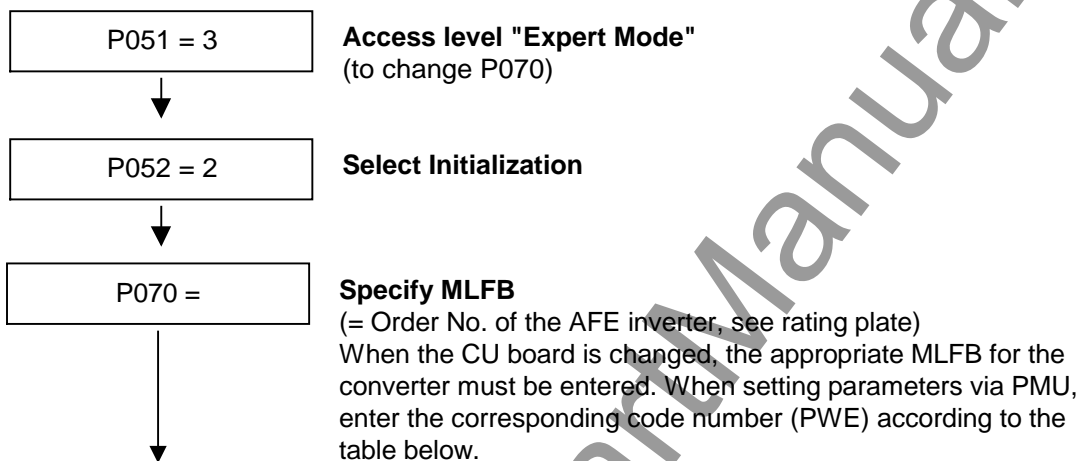 P051 = 3
Access level "Expert Mode"
(to change P070)
P052 = 2
Select Initialization
P070 =
Specify MLFB
(= Order No. of the AFE inverter, see rating plate)
When the CU board is changed, the appropriate MLFB for the
converter must be entered. When setting parameters via PMU,
enter the corresponding code number (PWE) according to the
table below.
artManual